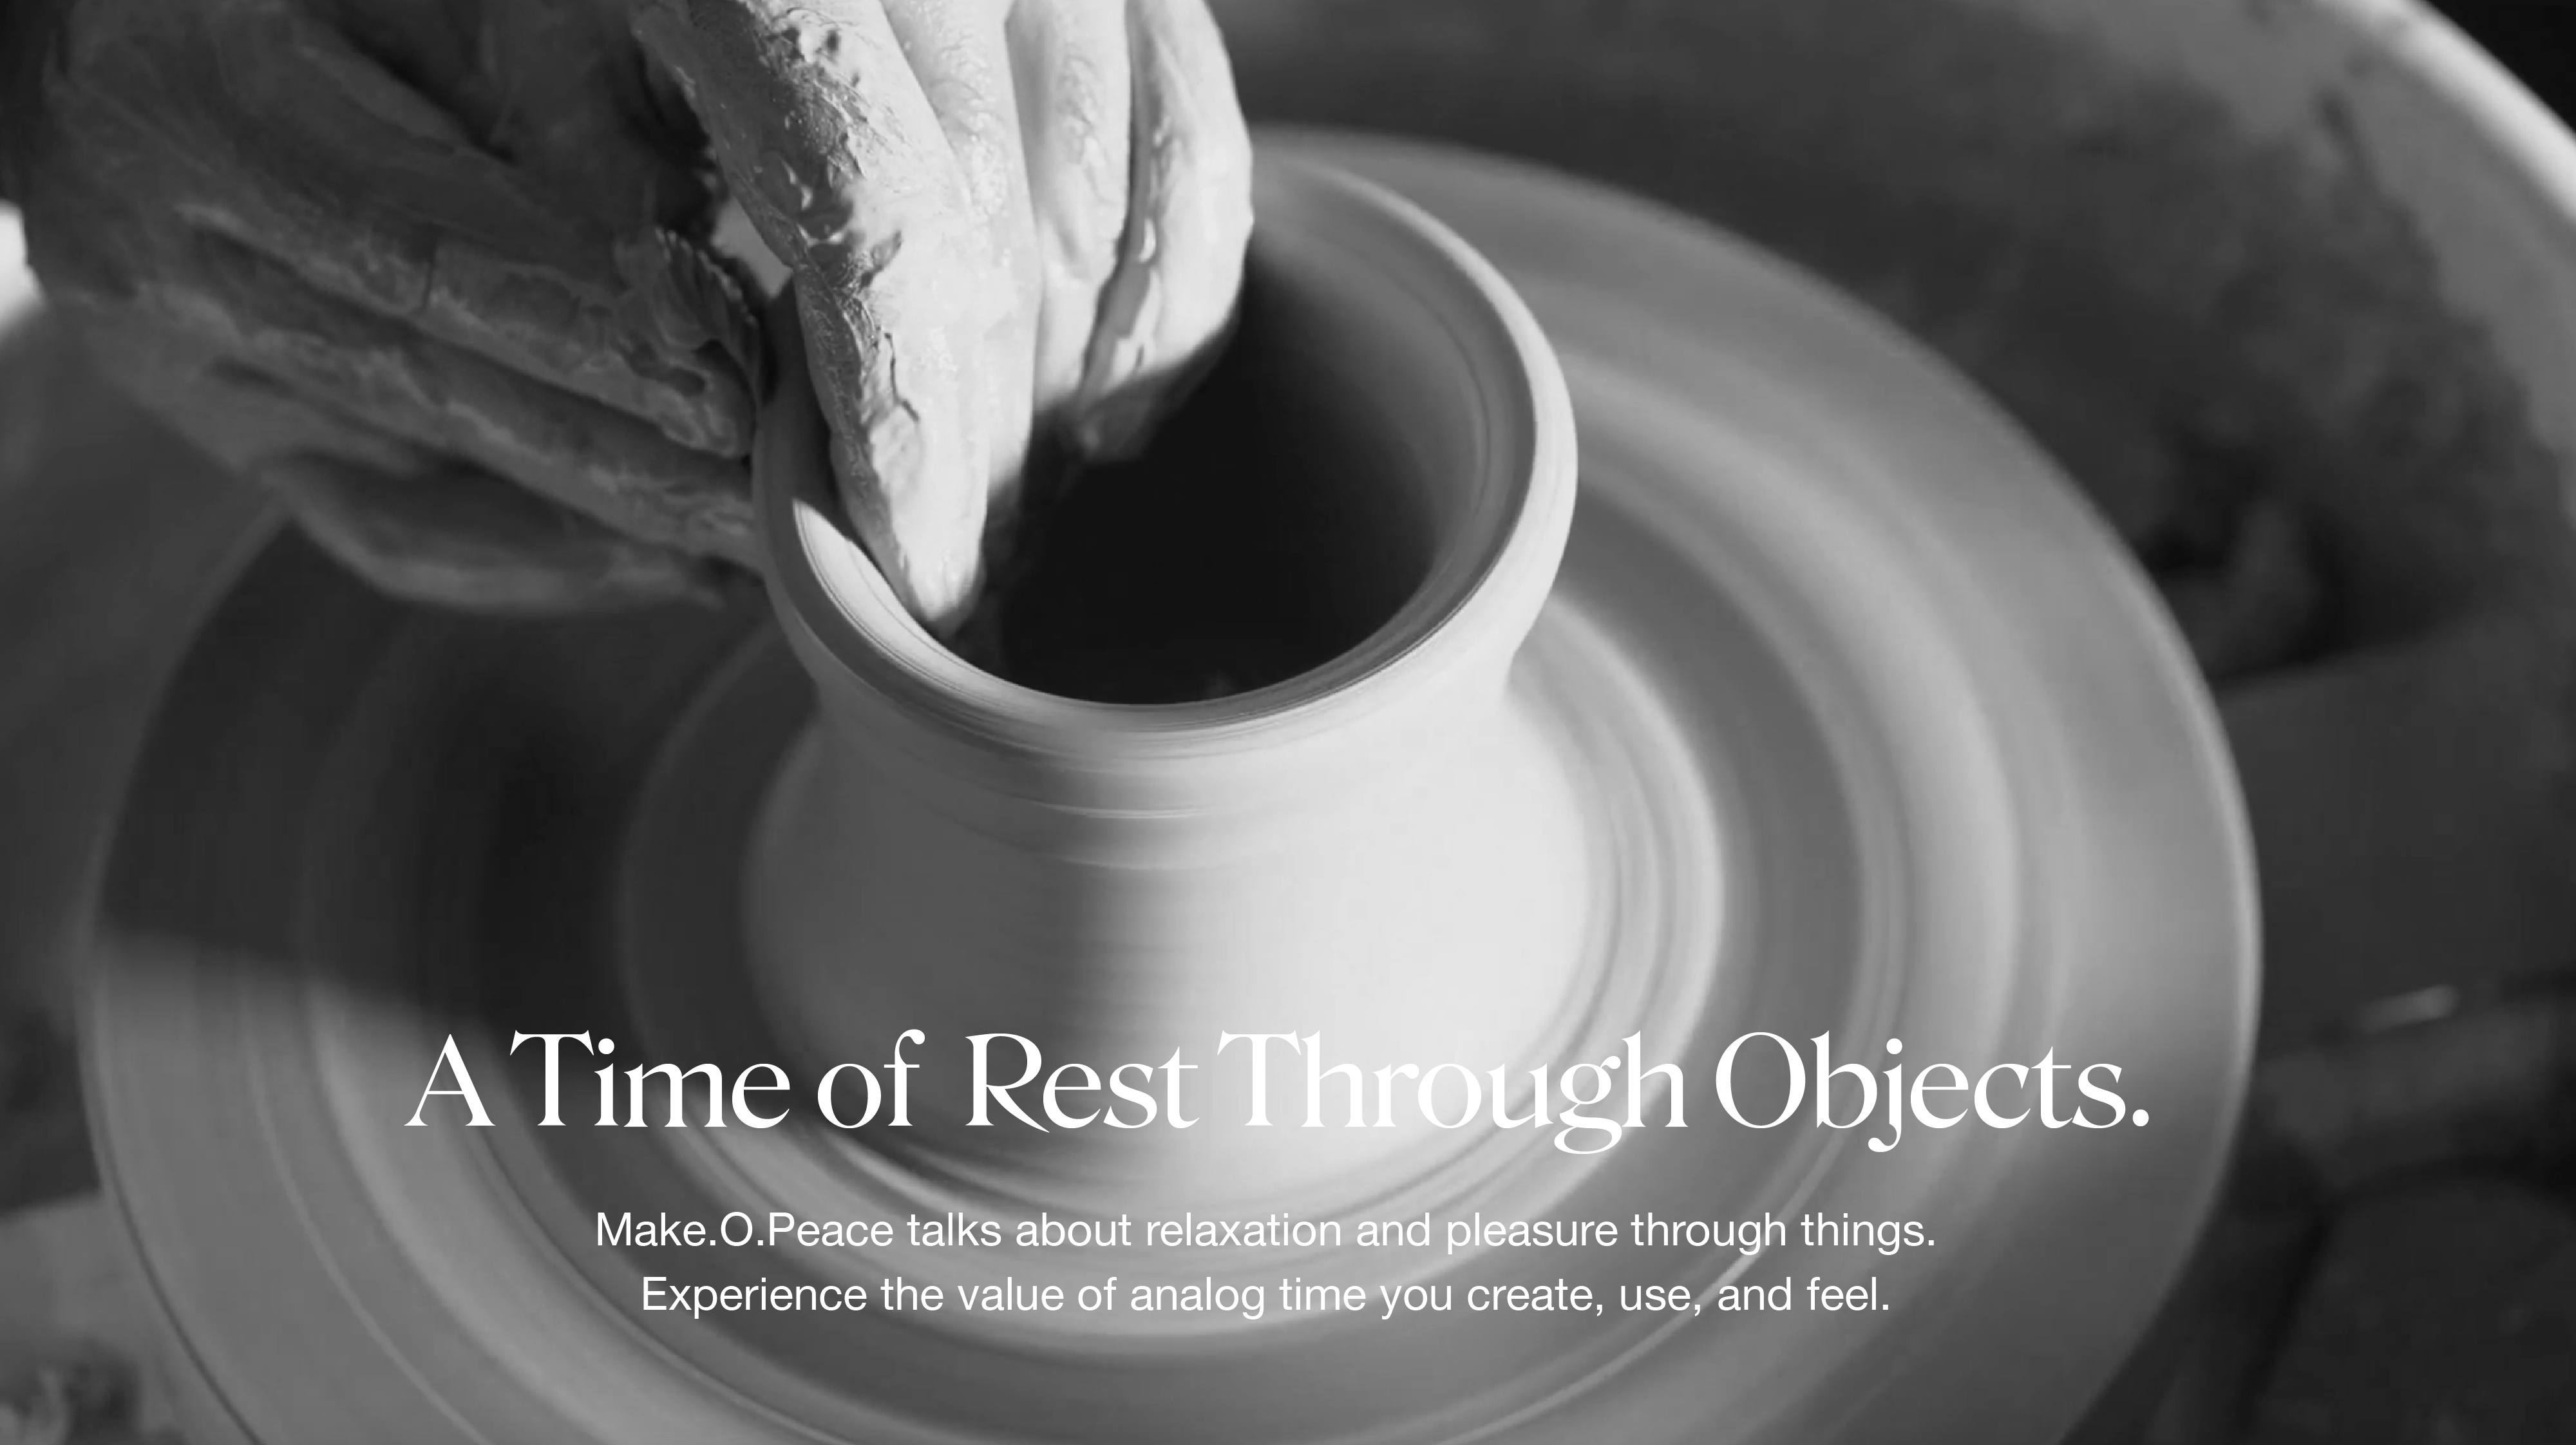 A Time of Rest Through Objects.
Make.O.Peace talks about relaxation and pleasure through things.
Experience the value of analog time you create, use, and feel.